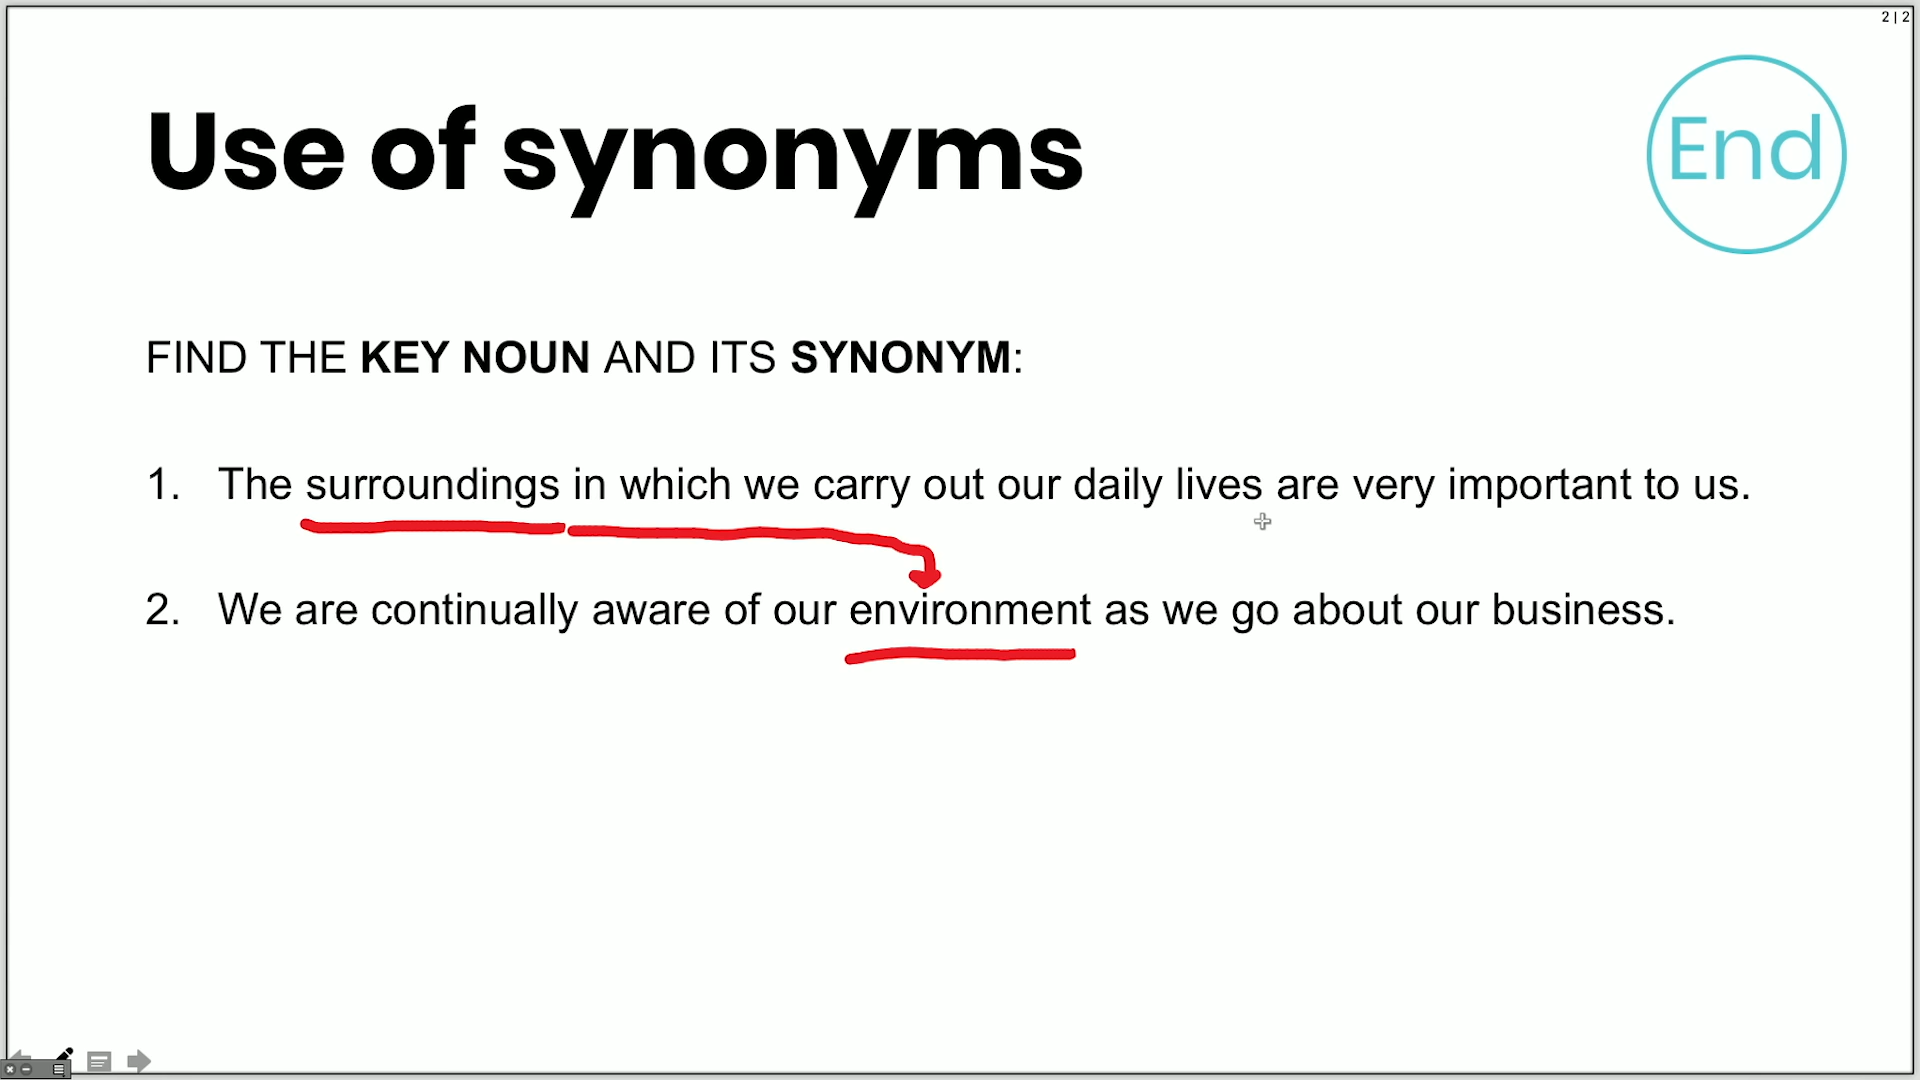 2 | 2
Use of synonyms
End
FIND THE KEY NOUN AND ITS SYNONYM:
1. The surroundings in which we carry out our daily lives are very important to us.
2. We are continually aware of our environment as we go about our business.